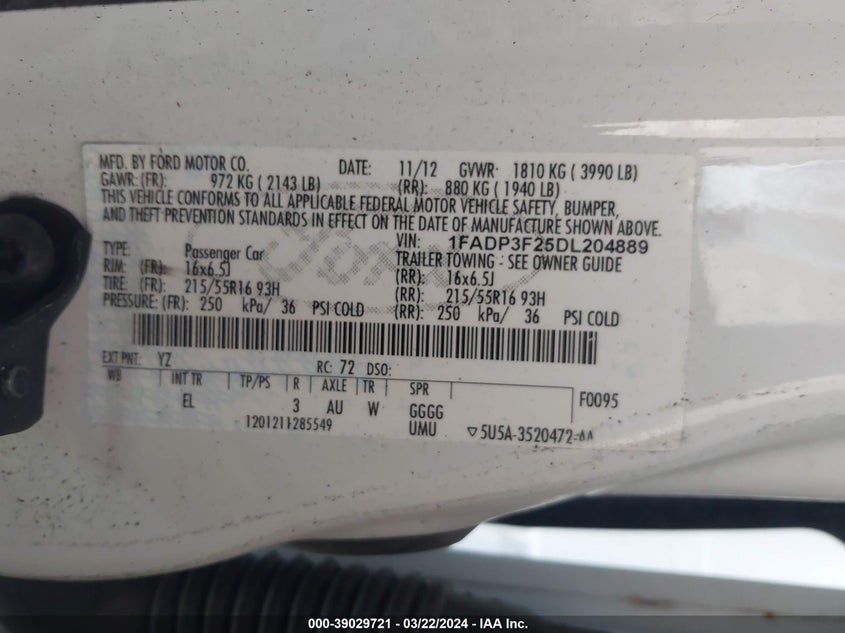 MFD. BY FORD MOTOR CO. DATE: 11/12 GVWR: 1810 KG ( 3990 LB)
GAWR: (FR): 972 KG ( 2143 LB) (RR): 880 KG ( 1940 LB)
THIS VEHICLE CONFORMS TO ALL APPLICABLE FEDERAL MOTOR VEHICLE SAFETY, BUMPER,
AND THEFT PREVENTION STANDARDS IN EFFECT ON THE DATE OF MANUFACTURE SHOWN ABOVE.
VIN: 1FADP3F25DL204889
TYPE: Passenger Car TRAILER TOWING : SEE OWNER GUIDE
RIM: (FR): 16x6.5J (RR): 16x6.5J
TIRE: (FR): 215/55R16 93H (RR): 215/55R16 93H
PRESSURE: (FR): 250 kPa/ 36 PSI COLD (RR): 250 kPa/ 36 PSI COLD
EXT PNT: YZ RC: 72 DSO:
WB INT TR TP/PS R AXLE TR SPR F0095
EL 3 AU W GGGG
1201211285549 UMU ▽5U5A-3520472-AA
000-39029721 - 03/22/2024 - IAA Inc.